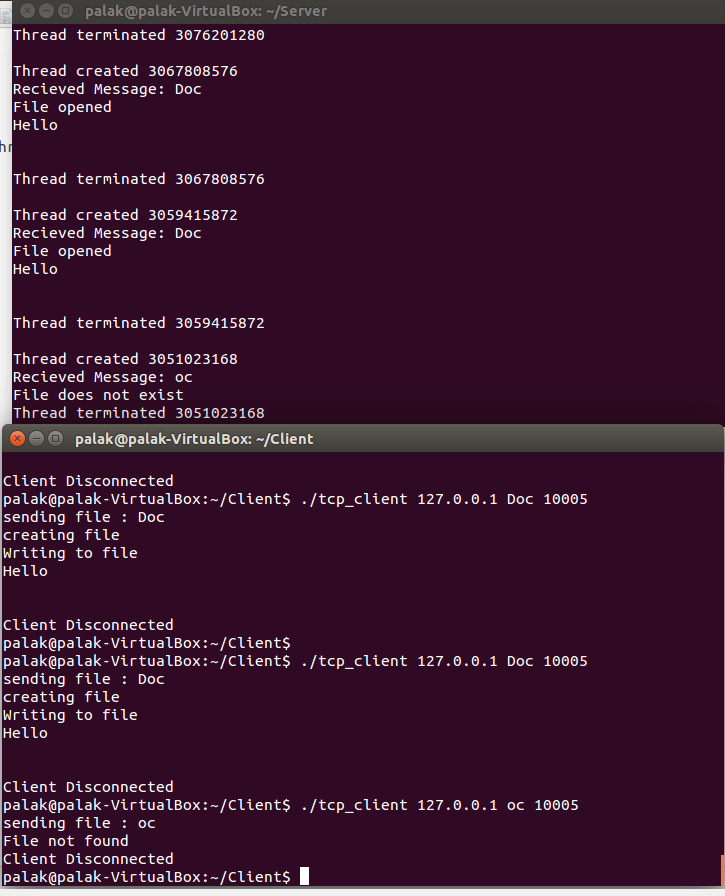 palak@palak-VirtualBox: ~/Server
Thread terminated 3076201280
Thread created 3067808576
Recieved Message: Doc
File opened
Hello
Thread terminated 3067808576
Thread created 3059415872
Recieved Message: Doc
File opened
Hello
Thread terminated 3059415872
Thread created 3051023168
Recieved Message: oc
File does not exist
Thread terminated 3051023168
palak@palak-VirtualBox: ~/Client
Client Disconnected
palak@palak-VirtualBox:~/Client$ ./tcp_client 127.0.0.1 Doc 10005
sending file : Doc
creating file
Writing to file
Hello
Client Disconnected
palak@palak-VirtualBox:~/Client$
palak@palak-VirtualBox:~/Client$ ./tcp_client 127.0.0.1 Doc 10005
sending file : Doc
creating file
Writing to file
Hello
Client Disconnected
palak@palak-VirtualBox:~/Client$ ./tcp_client 127.0.0.1 oc 10005
sending file : oc
File not found
Client Disconnected
palak@palak-VirtualBox:~/Client$